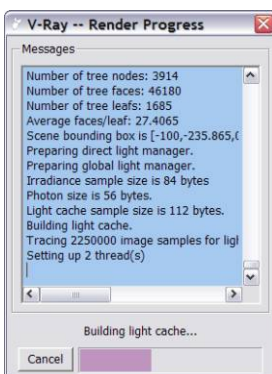 V-Ray -- Render Progress
Messages
Number of tree nodes: 3914
Number of tree faces: 46180
Number of tree leafs: 1685
Average faces/leaf: 27.4065
Scene bounding box is [-100,-235.865,(
Preparing direct light manager.
Preparing global light manager.
Irradiance sample size is 84 bytes
Photon size is 56 bytes.
Light cache sample size is 112 bytes.
Building light cache.
Tracing 2250000 image samples for ligl
Setting up 2 thread(s)
Building light cache...
Cancel